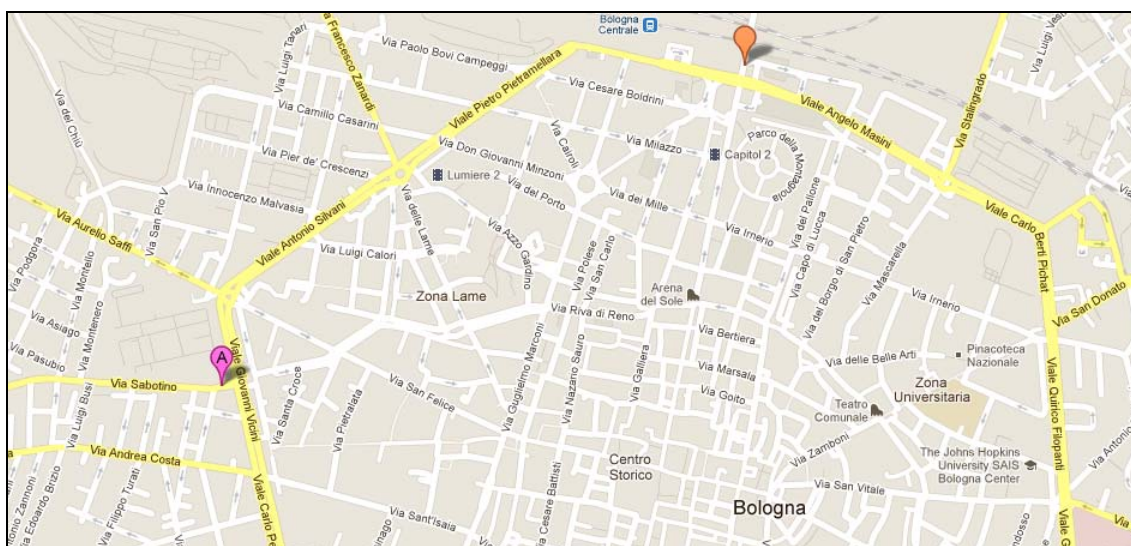 Bologna
Centrale
Via Luigi Tanari
Via Francesco Zanardi
Via Paolo Bovi Campeggi
Viale Pietro Pietramellara
Via Stalingrado
Via del Chiù
Via Cesare Boldrini
Viale Angelo Masini
Via Camillo Casarini
Via Cairoli
Via Milazzo
Parco della Montagnola
Capitol 2
Via Don Giovanni Minzoni
Via Pier de' Crescenzi
Lumiere 2
Via del Porto
Via dei Mille
Via Innocenzo Malvasia
Via San Pio V
Via delle Lame
Via del Pallone
Via Capo di Lucca
Via del Borgo di San Pietro
Via Mascarella
Viale Carlo
Berti Pichat
Via Aurelio Saffi
Viale Antonio Silvani
Via Luigi Calori
Via Azzo
Gardino
Via Polese
Via San Carlo
Via Irnerio
Via Podgora
Via Montello
Via Montenero
Zona Lame
Arena
del Sole
Via Irnerio
Via San Donato
Via Asiago
Via Riva di Reno
Via Bertiera
Via Pasubio
Via Guglielmo Marconi
Via Nazario Sauro
Via Galliera
Via Marsala
Via delle Belle Arti
Pinacoteca
Nazionale
A
Viale Giovanni Vicini
Via Sabotino
Via Luigi Busi
Via Santa Croce
Via Pietralata
Via San Felice
Via Goito
Zona
Universitaria
Teatro
Comunale
Viale Quirico Filopanti
Via Andrea Costa
Via Zamboni
The Johns Hopkins
University SAIS
Bologna Center
Via Antonio
Centro
Storico
Via Cesare Battisti
Via San Vitale
Bologna
Antonio Zannoni
Via Edoardo Brizio
Via Filippo Turati
Viale Carlo Pe
Via Sant'Isaia
Viale G